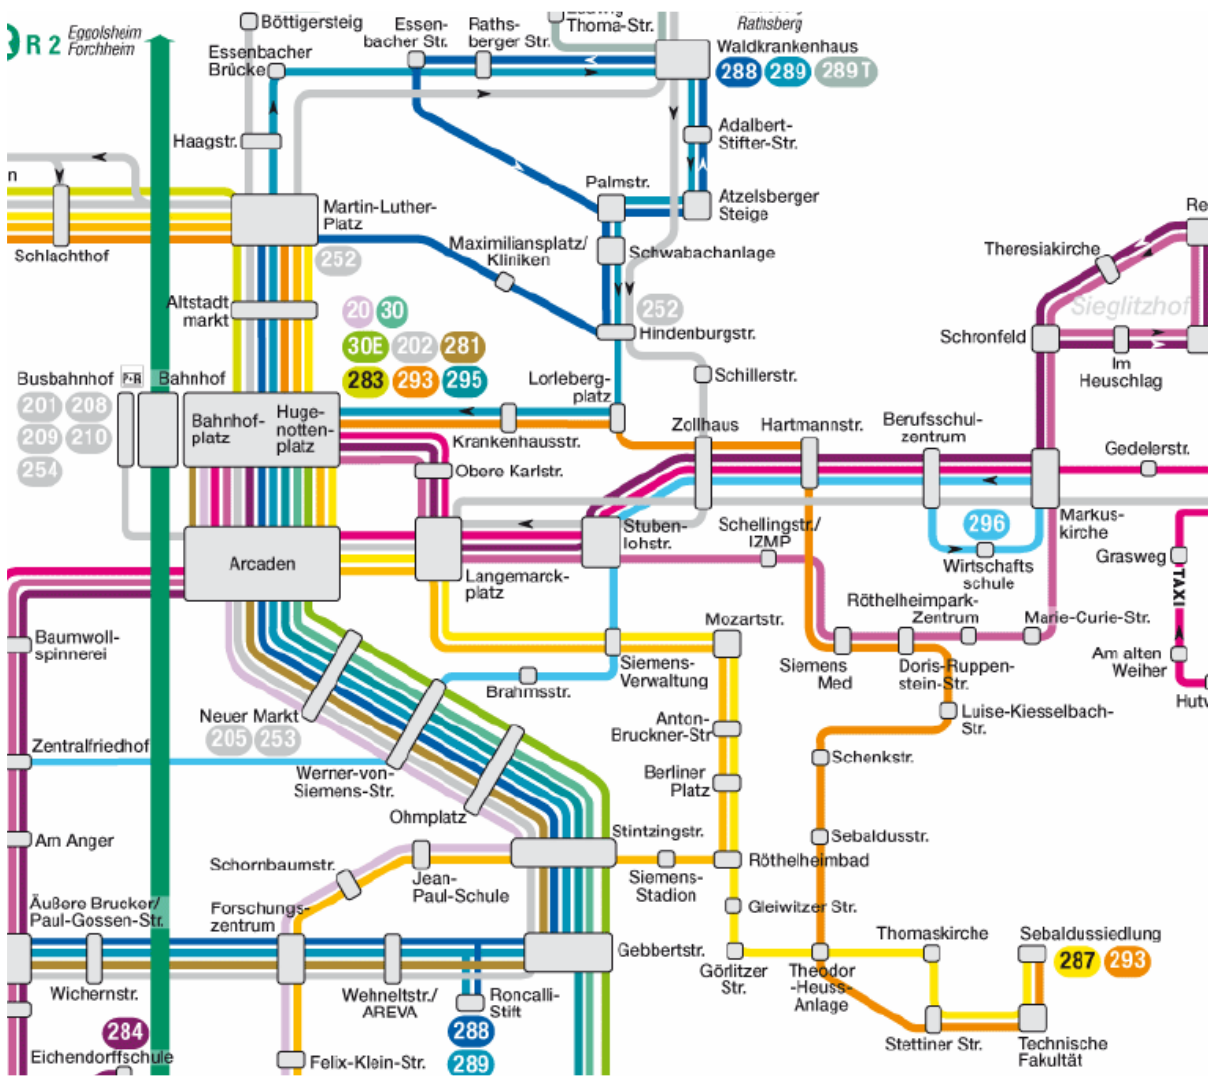 R 2
Eggolsheim
Forchheim
Böttigersteig
Essenbacher
Brücke
Essen-
bacher Str.
Raths-
berger Str.
Thoma-Str.
Rathsberg
Waldkrankenhaus
288 289 289T
Haagstr.
Adalbert-
Stifter-Str.
n
Schlachthof
Martin-Luther-
Platz
252
Palmstr.
Atzelsberger
Steige
Maximiliansplatz/
Kliniken
Schwabachanlage
Theresiakirche
Re
Sieglitzhof
Altstadt
markt
20 30
30E 202 281
283 293 295
252
Hindenburgstr.
Schronfeld
Im
Heuschlag
Busbahnhof
P+R
Bahnhof
201 208
209 210
254
Bahnhof-
platz
Huge-
notten-
platz
Lorleberg-
platz
Schillerstr.
Krankenhausstr.
Zollhaus
Hartmannstr.
Berufsschul-
zentrum
Gedelerstr.
Obere Karlstr.
Arcaden
Langemarck-
platz
Stuben-
lohstr.
Schellingstr./
IZMP
296
Wirtschafts
schule
Markus-
kirche
Grasweg
TAXI
Baumwoll-
spinnerei
Mozartstr.
Röthelheimpark-
Zentrum
Marie-Curie-Str.
Siemens-
Verwaltung
Siemens
Med
Doris-Ruppen-
stein-Str.
Am alten
Weiher
Hutw
Brahmsstr.
Neuer Markt
205 253
Anton-
Bruckner-Str
Luise-Kiesselbach-
Str.
Zentralfriedhof
Werner-von-
Siemens-Str.
Berliner
Platz
Schenkstr.
Ohmplatz
Am Anger
Stintzingstr.
Sebaldusstr.
Schornbaumstr.
Jean-
Paul-Schule
Siemens-
Stadion
Röthelheimbad
Äußere Brucker/
Paul-Gossen-Str.
Forschungs-
zentrum
Gleiwitzer Str.
Gebbertstr.
Thomaskirche
Sebaldussiedlung
287 293
Wichernstr.
Wehneltstr./
AREVA
Roncalli-
Stift
Görlitzer
Str.
Theodor
-Heuss-
Anlage
284
Eichendorffschule
Felix-Klein-Str.
288
289
Stettiner Str.
Technische
Fakultät